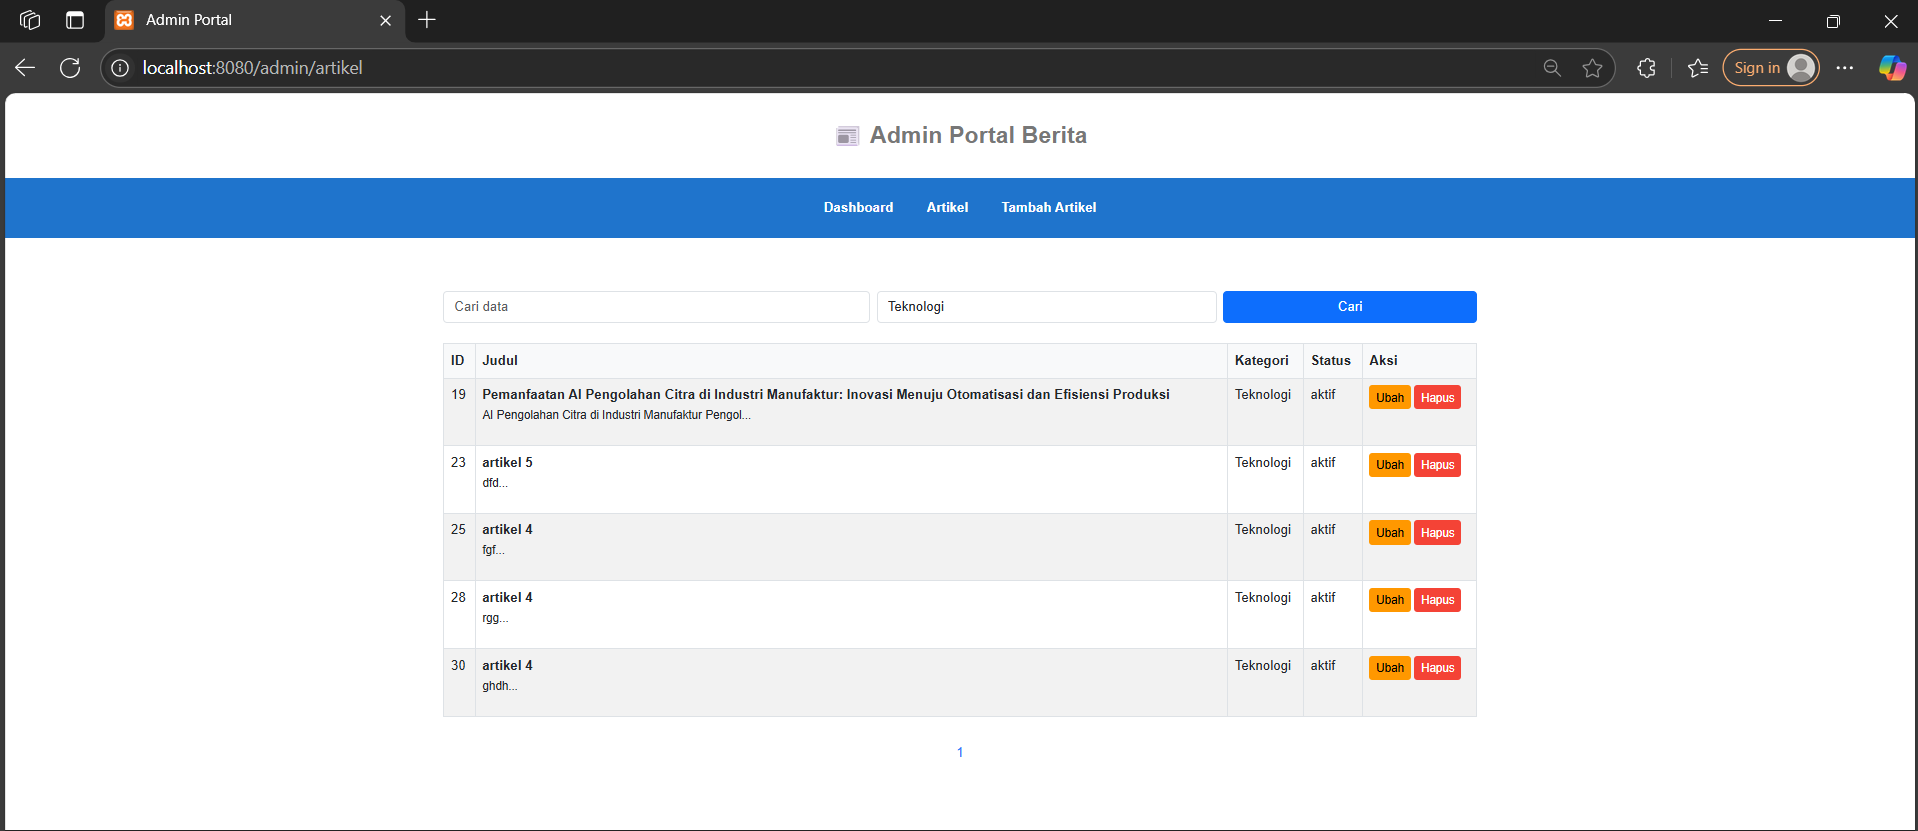 Admin Portal
localhost:8080/admin/artikel
Sign in
Admin Portal Berita
Dashboard Artikel Tambah Artikel
Cari data Teknologi Cari
ID Judul Kategori Status Aksi
19 Pemanfaatan AI Pengolahan Citra di Industri Manufaktur: Inovasi Menuju Otomatisasi dan Efisiensi Produksi Teknologi aktif Ubah Hapus
AI Pengolahan Citra di Industri Manufaktur Pengol...
23 artikel 5 Teknologi aktif Ubah Hapus
dfd...
25 artikel 4 Teknologi aktif Ubah Hapus
fgf...
28 artikel 4 Teknologi aktif Ubah Hapus
rgg...
30 artikel 4 Teknologi aktif Ubah Hapus
ghdh...
1